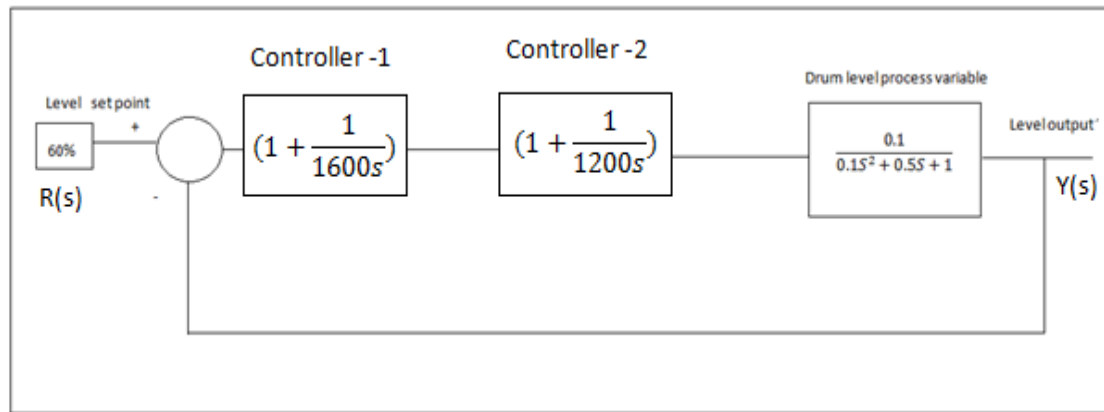 Controller -1
Controller -2
Drum level process variable
Level set point
+
60%
(1 + 1/1600s)
(1 + 1/1200s)
0.1/0.1S² + 0.5S + 1
Level output'
R(s)
-
Y(s)